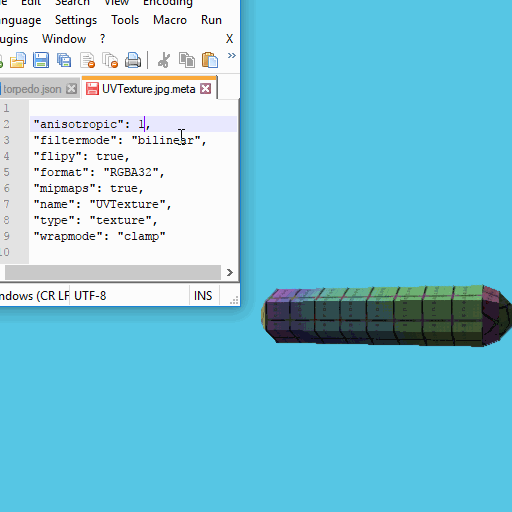 Edit Search View Encoding
Language Settings Tools Macro Run
Plugins Window ? X
torpedo.json UVTexture.jpg.meta
1
2 "anisotropic": 1,
3 "filtermode": "bilinear",
4 "flipy": true,
5 "format": "RGBA32",
6 "mipmaps": true,
7 "name": "UVTexture",
8 "type": "texture",
9 "wrapmode": "clamp"
10
ndows (CR LF UTF-8 INS